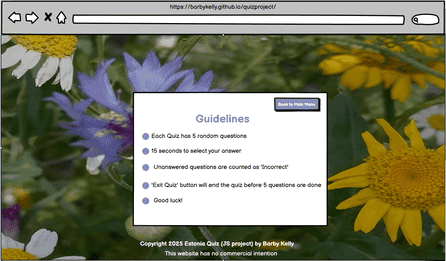 https://barbykelly.github.io/quizproject/
Back to Main Menu
Guidelines
Each Quiz has 5 random questions
15 seconds to select your answer
Unanswered questions are counted as 'Incorrect'
'Exit Quiz' button will end the quiz before 5 questions are done
Good luck!
Copyright 2025 Estonia Quiz (JS project) by Barby Kelly
This website has no commercial intention